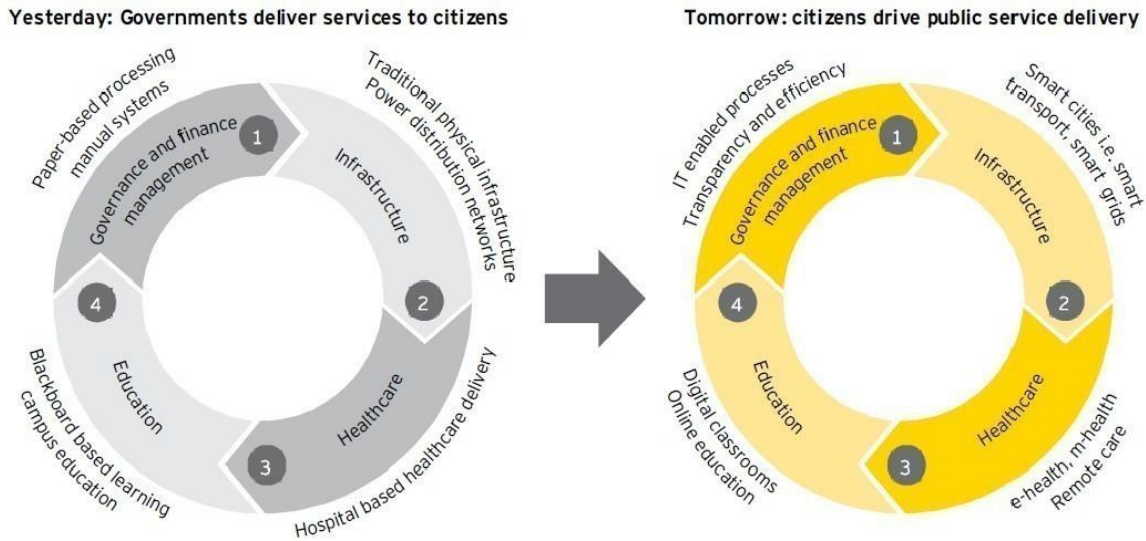 Yesterday: Governments deliver services to citizens
Paper-based processing
manual systems
Governance and finance
management
1
Traditional physical infrastructure
Power distribution networks
Infrastructure
2
Healthcare
3
Hospital based healthcare delivery
4
Education
Blackboard based learning
campus education
Tomorrow: citizens drive public service delivery
IT enabled processes
Transparency and efficiency
Governance and finance
management
1
Smart cities i.e. smart
transport, smart grids
Infrastructure
2
Healthcare
3
e-health, m-health
Remote care
4
Education
Digital classrooms
Online education